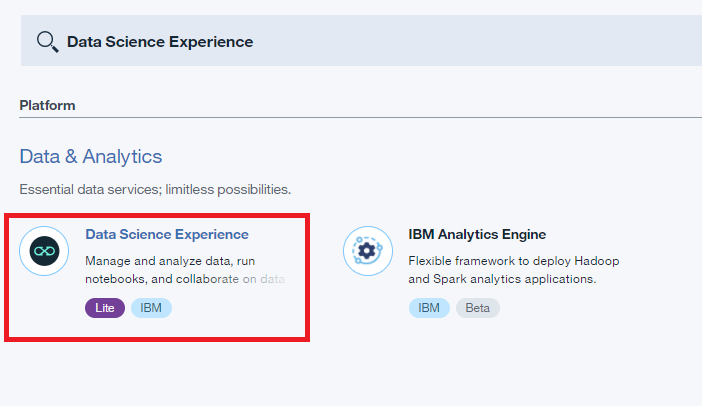 Data Science Experience
Platform
Data & Analytics
Essential data services; limitless possibilities.
Data Science Experience
Manage and analyze data, run
notebooks, and collaborate on data
Lite IBM
IBM Analytics Engine
Flexible framework to deploy Hadoop
and Spark analytics applications.
IBM Beta